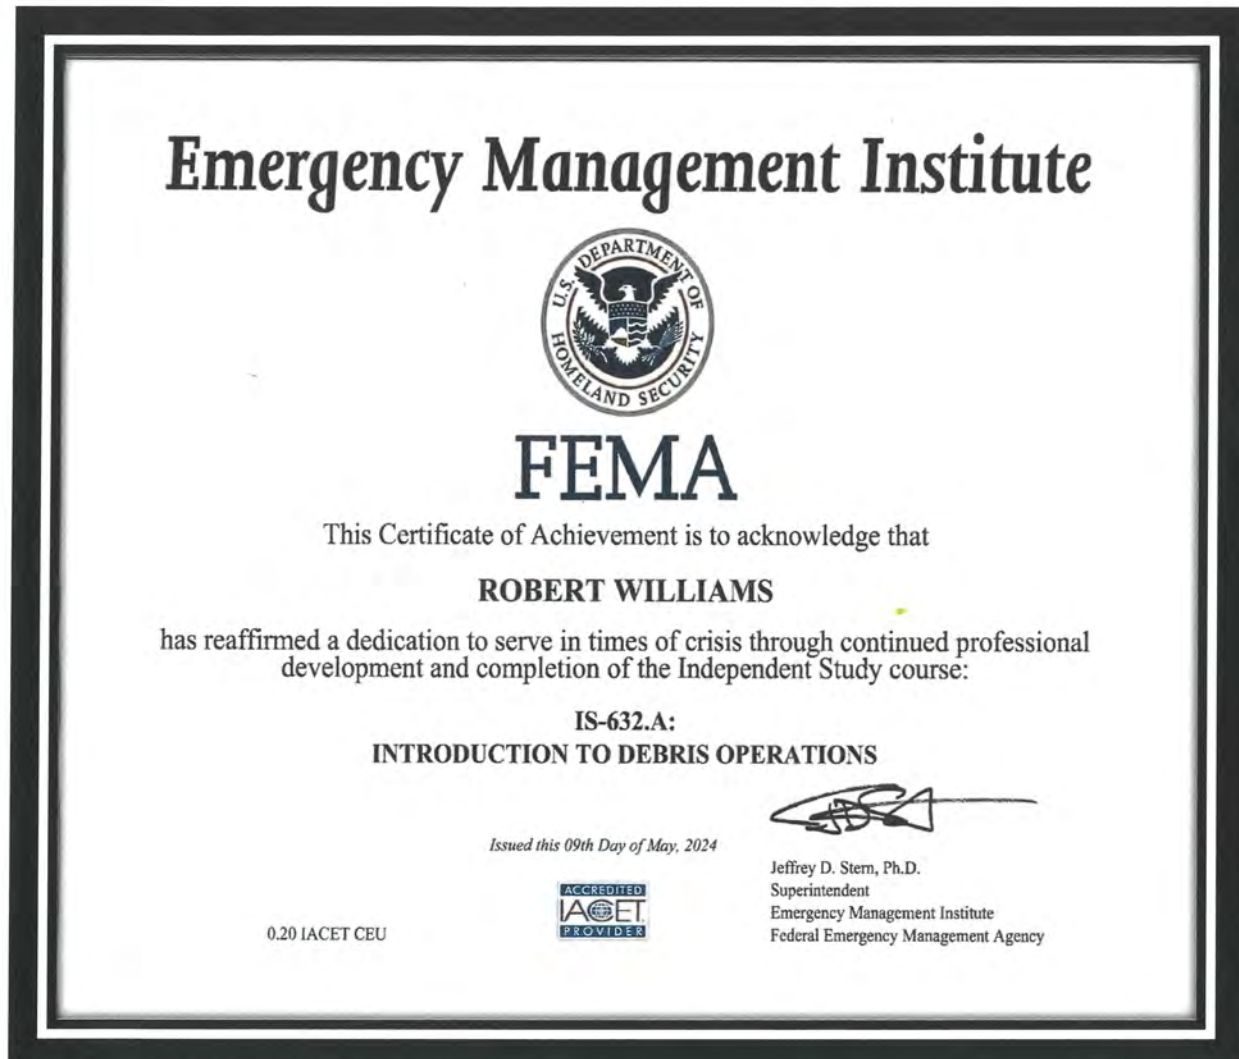 Emergency Management Institute
U.S. DEPARTMENT OF
HOMELAND SECURITY
FEMA
This Certificate of Achievement is to acknowledge that
ROBERT WILLIAMS
has reaffirmed a dedication to serve in times of crisis through continued professional
development and completion of the Independent Study course:
IS-632.A:
INTRODUCTION TO DEBRIS OPERATIONS
Issued this 09th Day of May, 2024
Jeffrey D. Stern, Ph.D.
Superintendent
Emergency Management Institute
Federal Emergency Management Agency
ACCREDITED
IACET
PROVIDER
0.20 IACET CEU